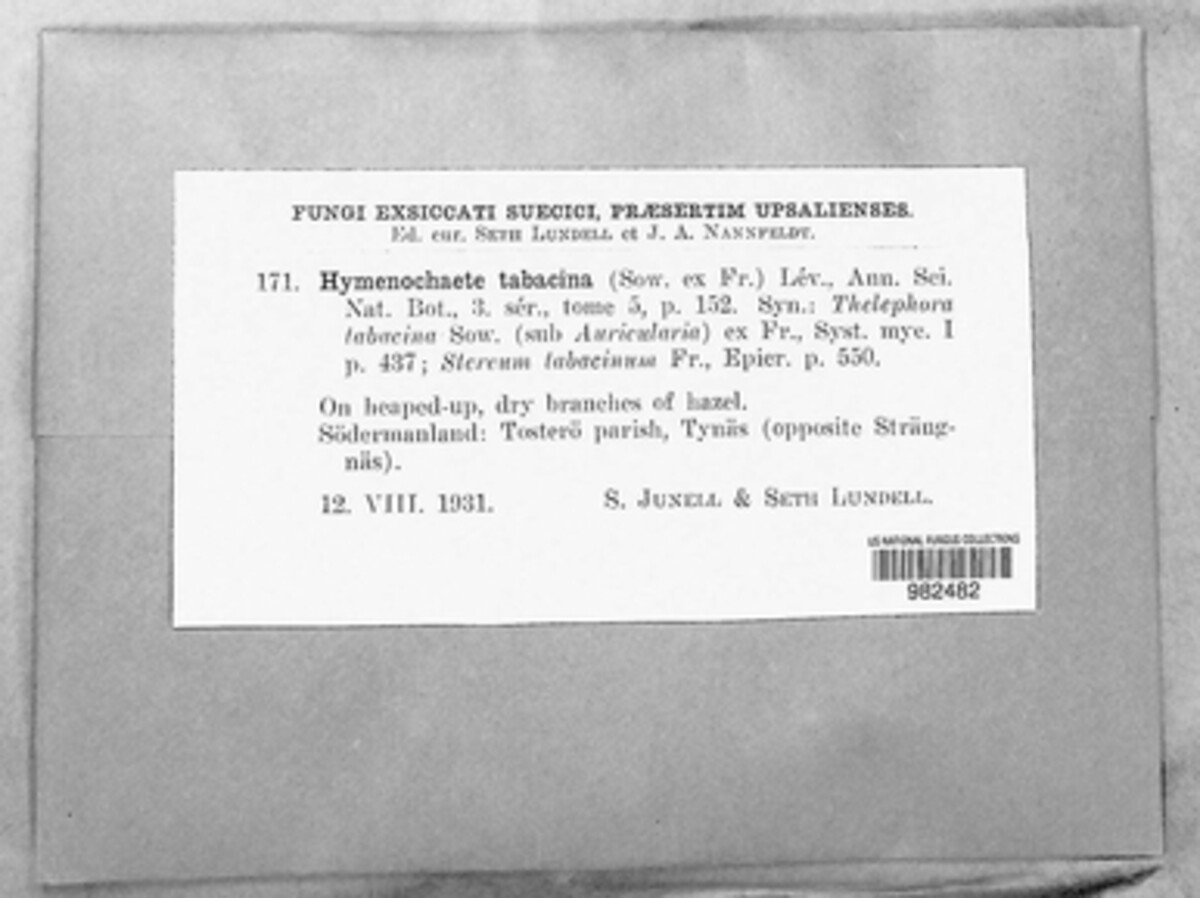 FUNGI EXSICCATI SUECICI, PRÆSERTIM UPSALIENSES.
Ed. cur. SETH LUNDELL et J. A. NANNFELDT.
171. Hymenochaete tabacina (Sow. ex Fr.) Lév., Ann. Sci.
Nat. Bot., 3. sér., tome 5, p. 152. Syn.: Thelephora
tabacina Sow. (sub Auricularia) ex Fr., Syst. myc. I
p. 437; Stereum tabacinum Fr., Epicr. p. 550.
On heaped-up, dry branches of hazel.
Södermanland: Tosterö parish, Tynäs (opposite Sträng-
näs).
12. VIII. 1931. S. JUNELL & SETH LUNDELL.
US NATIONAL FUNGUS COLLECTIONS
982482